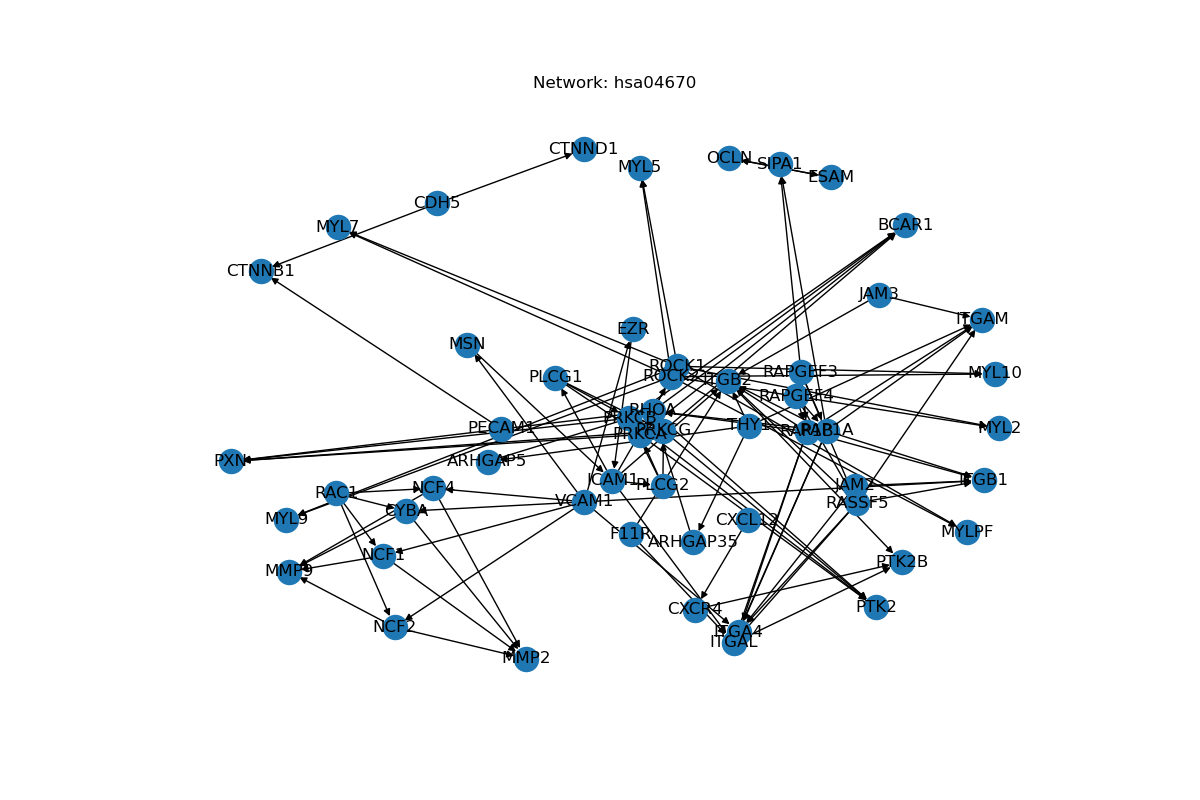 Network: hsa04670
CTNND1
MYL5
OCLN
SIPA1
ESAM
CDH5
MYL7
BCAR1
CTNNB1
JAM3
ITGAM
EZR
MSN
ROCK1
ROCK2
PLCG1
ITGB2
RAPGEF3
MYL10
RAPGEF4
RHOA
PRKCB
PRKCG
PRKCA
THY1
RAP1A
PECAM1
MYL2
PXN
ARHGAP5
ICAM1
PLCG2
JAM2
ITGB1
RAC1
NCF4
VCAM1
RASSF5
MYL9
CYBA
CXCL12
F11R
ARHGAP35
MYLPF
NCF1
PTK2B
MMP9
CXCR4
PTK2
NCF2
ITGA4
ITGAL
MMP2